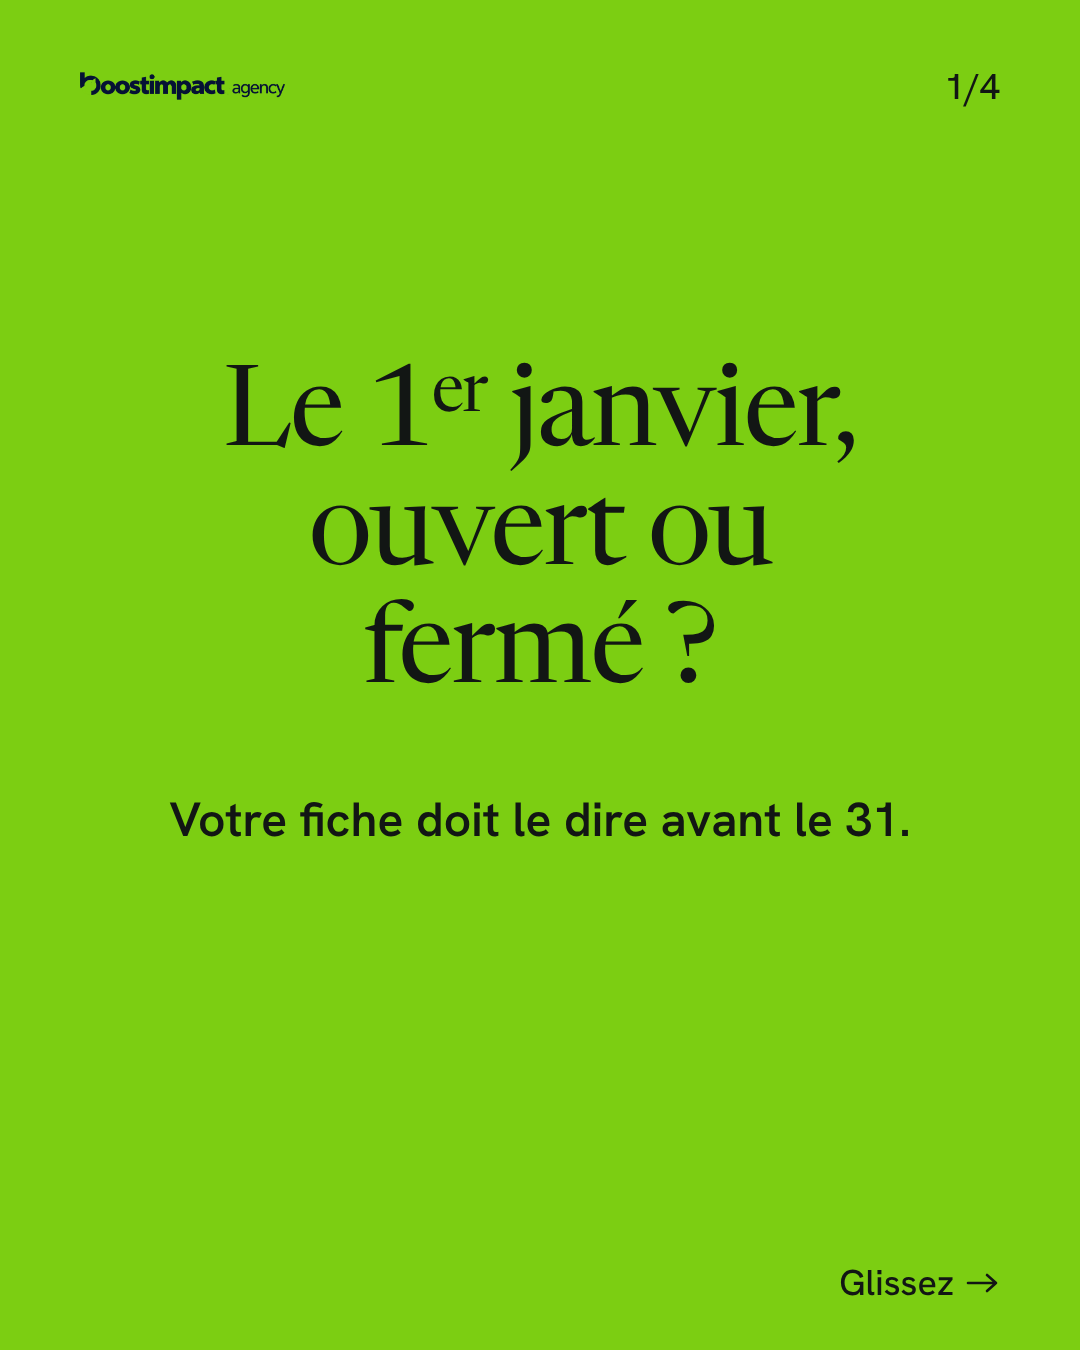 boostimpact agency
1/4
Le 1er janvier,
ouvert ou
fermé ?
Votre fiche doit le dire avant le 31.
Glissez →